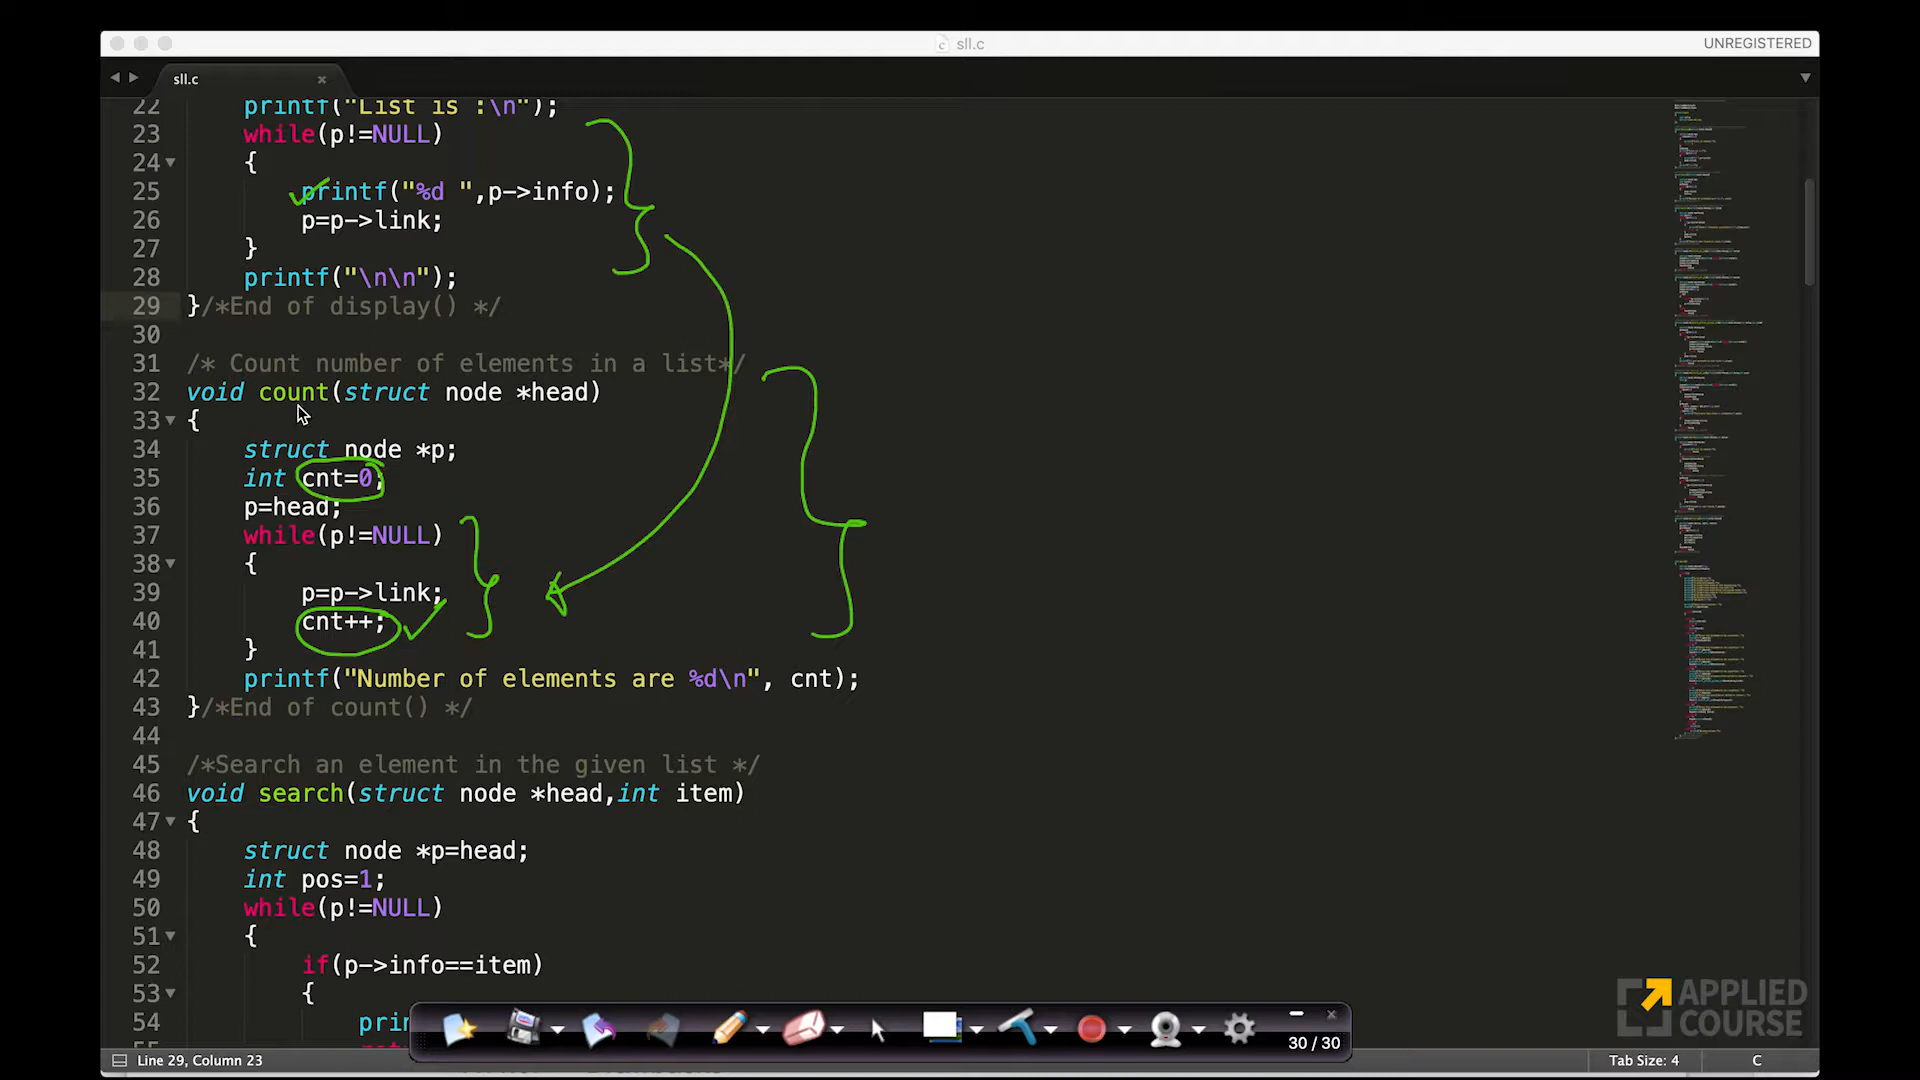 sll.c
UNREGISTERED
sll.c
22 printf("List is :\n");
23 while(p!=NULL)
24 {
25 printf("%d ",p->info);
26 p=p->link;
27 }
28 printf("\n\n");
29 }/*End of display() */
30
31 /* Count number of elements in a list*/
32 void count(struct node *head)
33 {
34 struct node *p;
35 int cnt=0;
36 p=head;
37 while(p!=NULL)
38 {
39 p=p->link;
40 cnt++;
41 }
42 printf("Number of elements are %d\n", cnt);
43 }/*End of count() */
44
45 /*Search an element in the given list */
46 void search(struct node *head,int item)
47 {
48 struct node *p=head;
49 int pos=1;
50 while(p!=NULL)
51 {
52 if(p->info==item)
53 {
54 pri
30 / 30
APPLIED
COURSE
Line 29, Column 23
Tab Size: 4
C